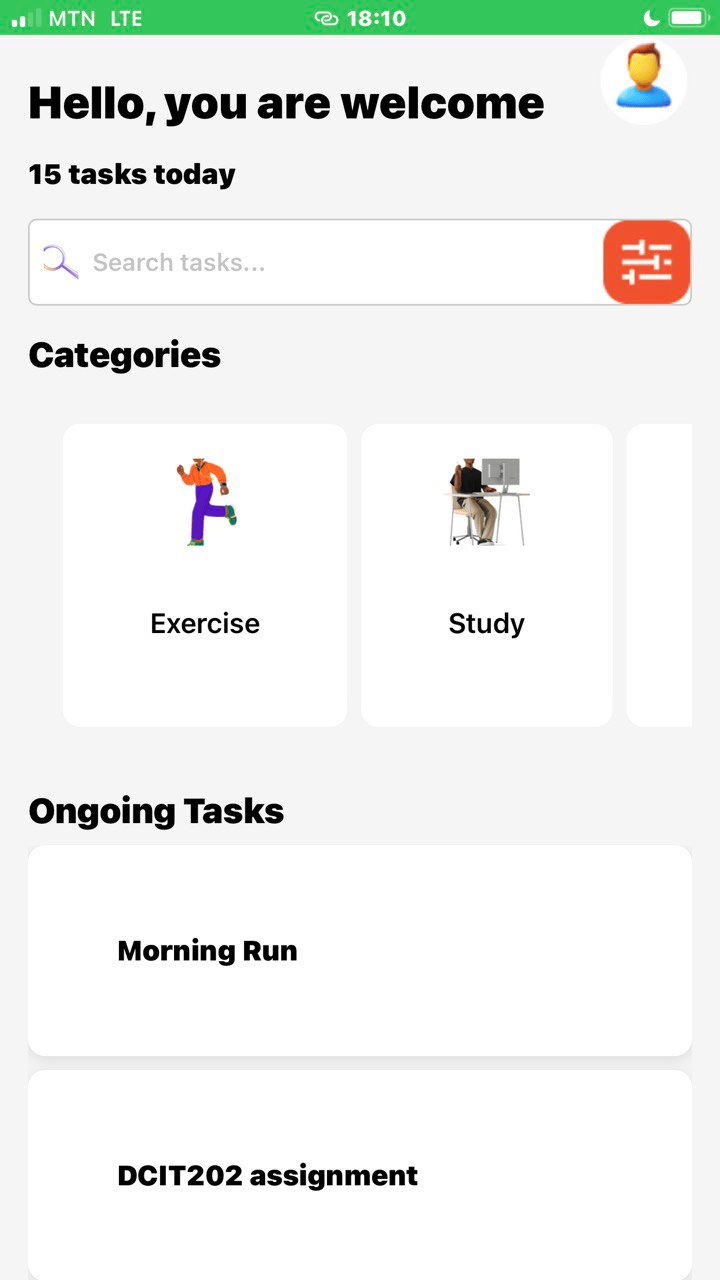 MTN LTE 18:10
Hello, you are welcome
15 tasks today
Search tasks...
Categories
Exercise
Study
Ongoing Tasks
Morning Run
DCIT202 assignment